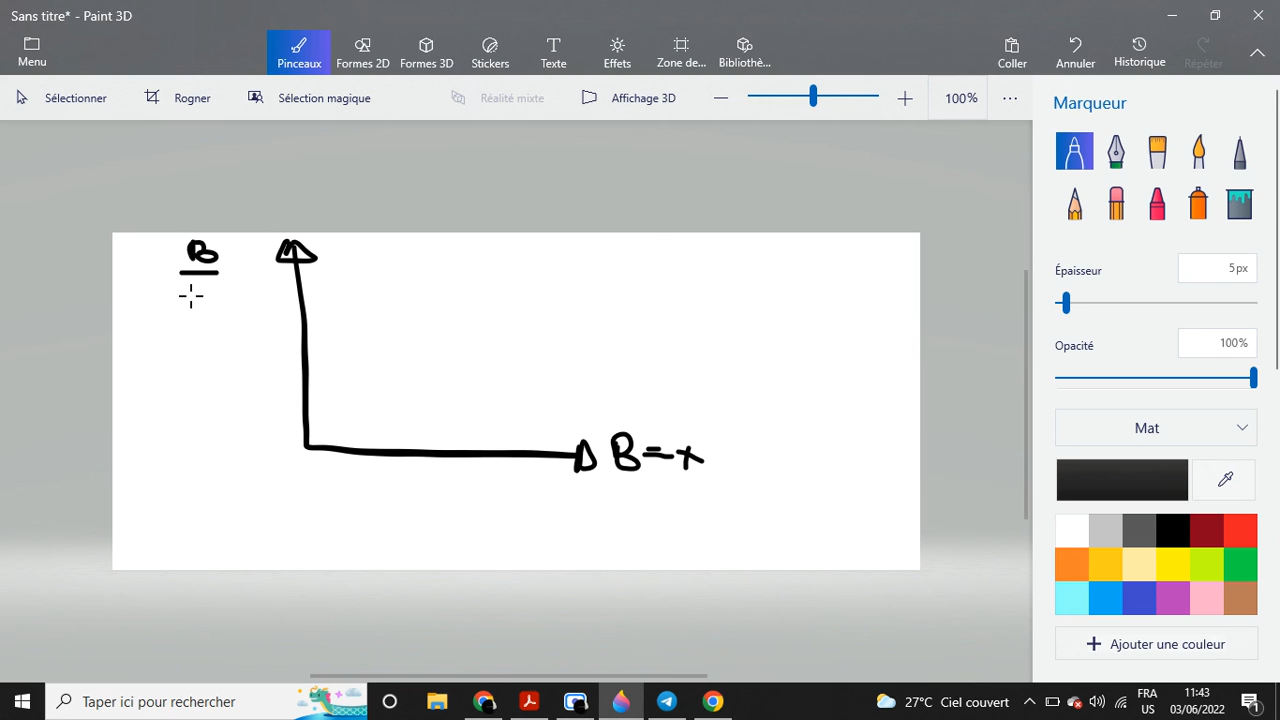 Sans titre* - Paint 3D
Menu
Pinceaux
Formes 2D
Formes 3D
Stickers
Texte
Effets
Zone de...
Bibliothè...
Coller
Annuler
Historique
Répéter
Sélectionner
Rogner
Sélection magique
Réalité mixte
Affichage 3D
100%
Marqueur
Épaisseur
5px
Opacité
100%
Mat
Ajouter une couleur
B
B=x
Taper ici pour rechercher
27°C Ciel couvert
FRA
US
11:43
03/06/2022
1